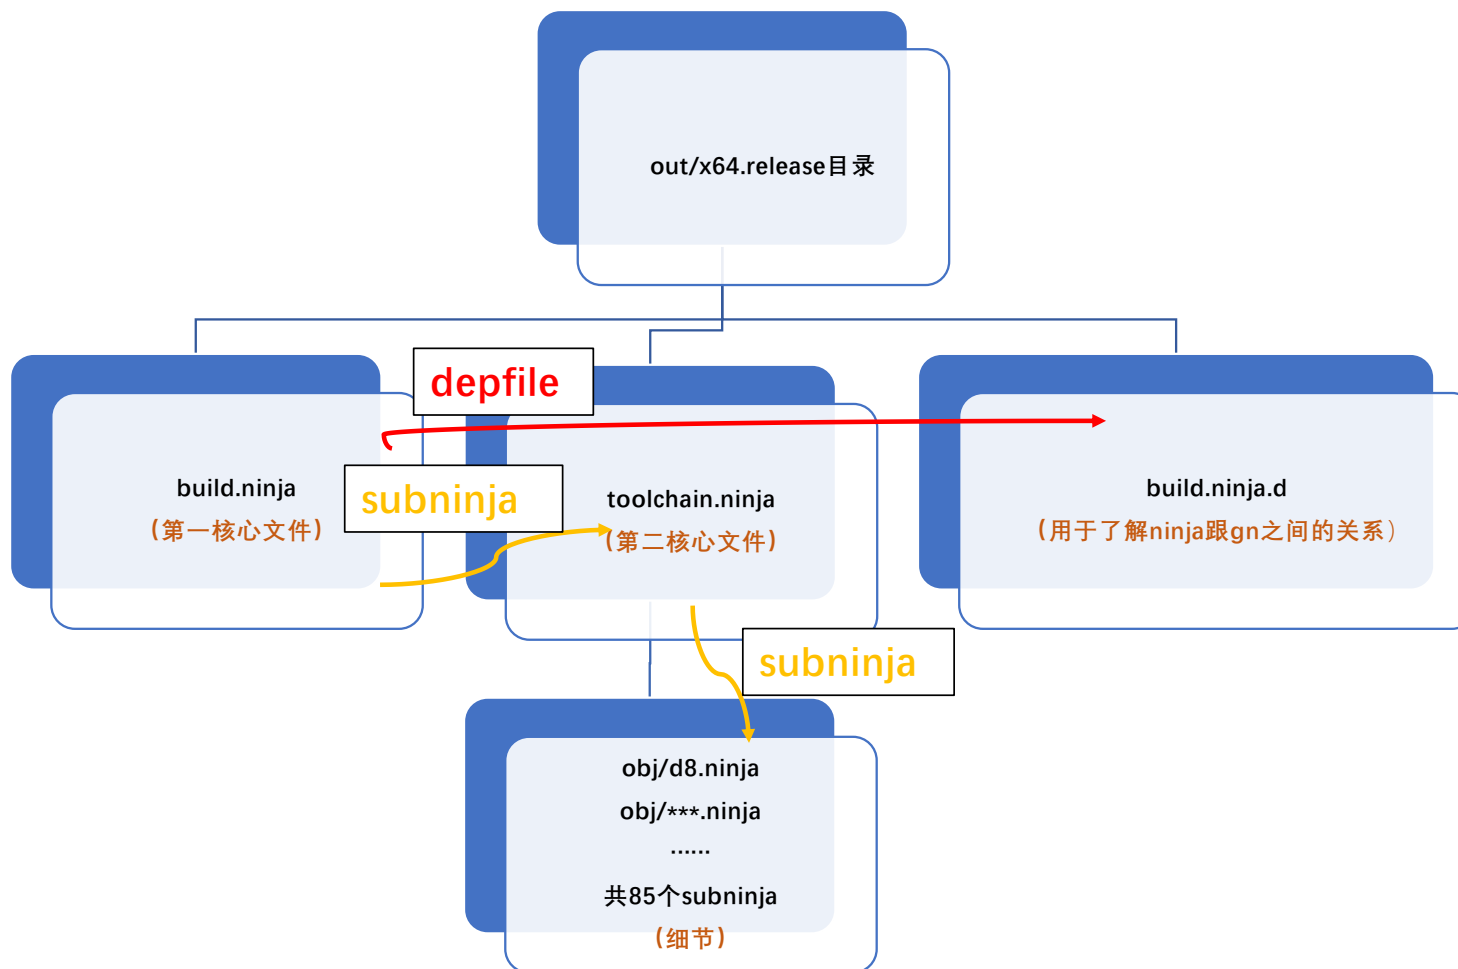 out/x64.release目录
depfile
build.ninja
（第一核心文件）
subninja
toolchain.ninja
（第二核心文件）
build.ninja.d
（用于了解ninja跟gn之间的关系）
subninja
obj/d8.ninja
obj/***.ninja
......
共85个subninja
（细节）